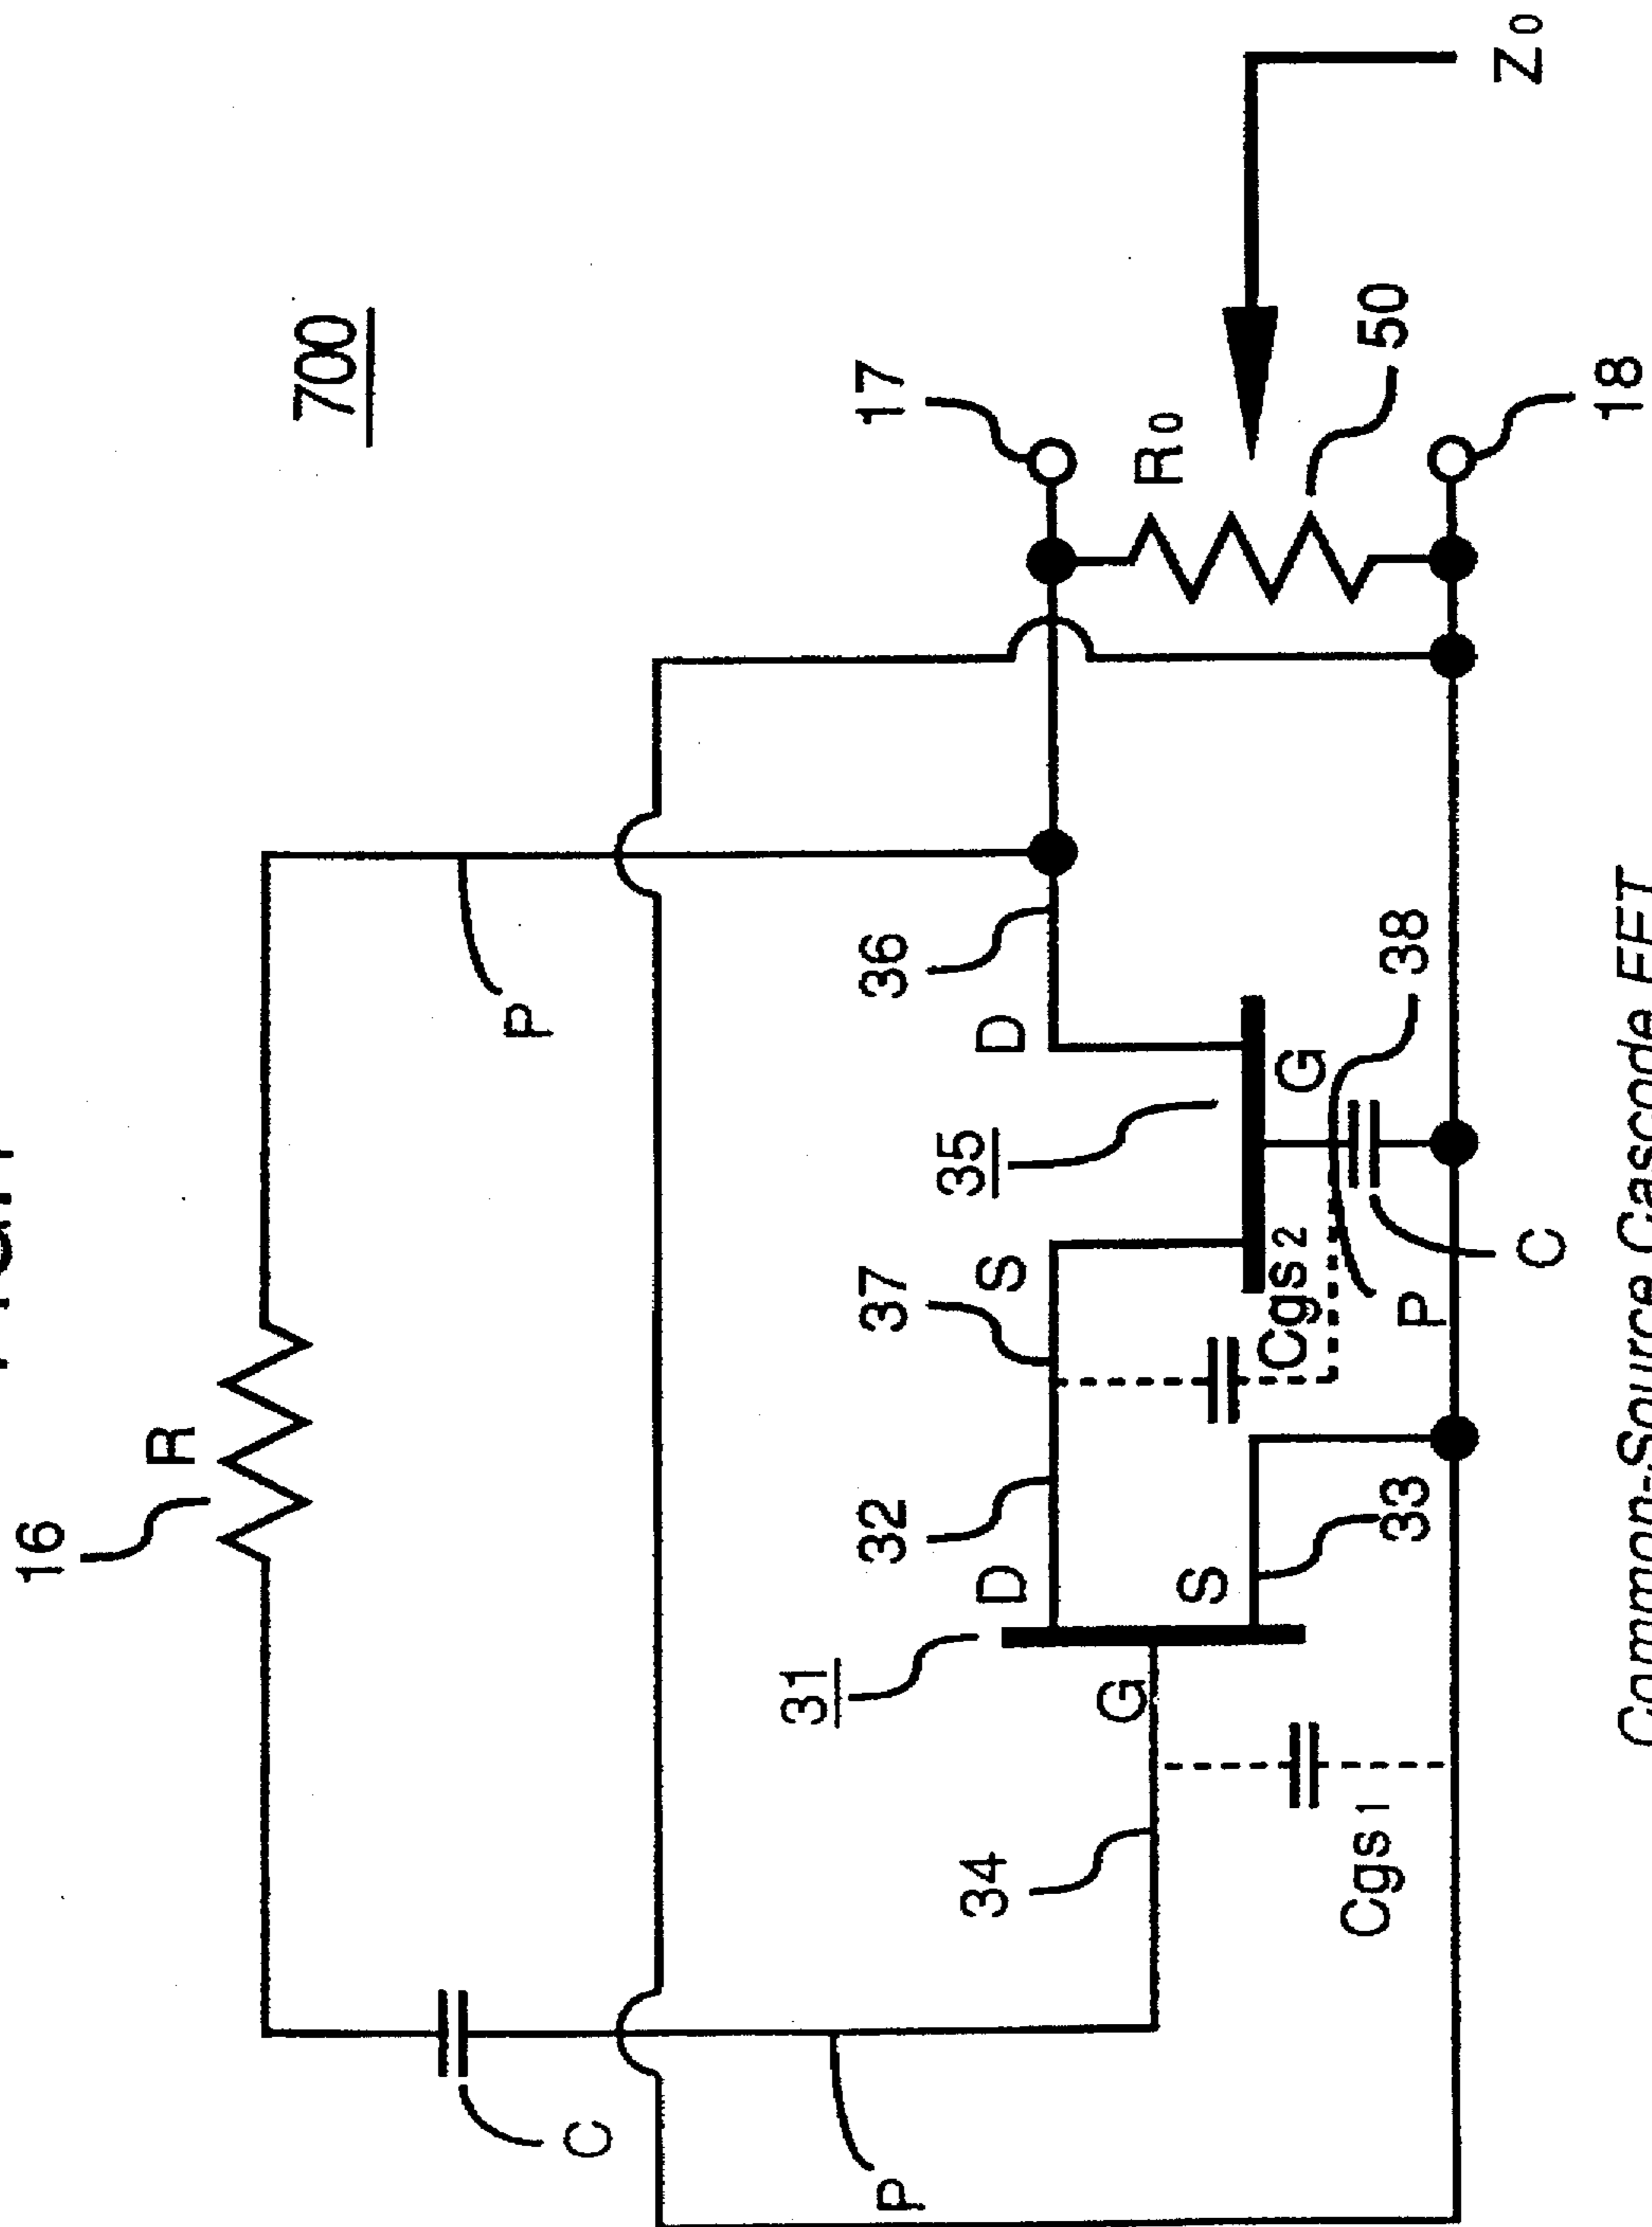 700
16
R
C
P
P
17
36
D
R₀
50
Z₀
18
35
G
38
37
S
Cgs₂
P
C
32
D
31
S
33
G
34
Cgs₁
Common-Source Cascode FET